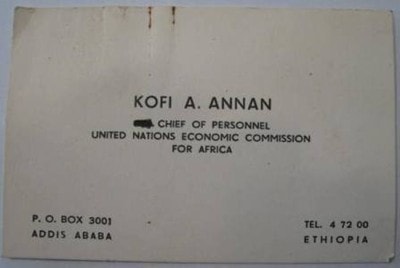 KOFI A. ANNAN
CHIEF OF PERSONNEL
UNITED NATIONS ECONOMIC COMMISSION
FOR AFRICA
P. O. BOX 3001
ADDIS ABABA
TEL. 4 72 00
ETHIOPIA